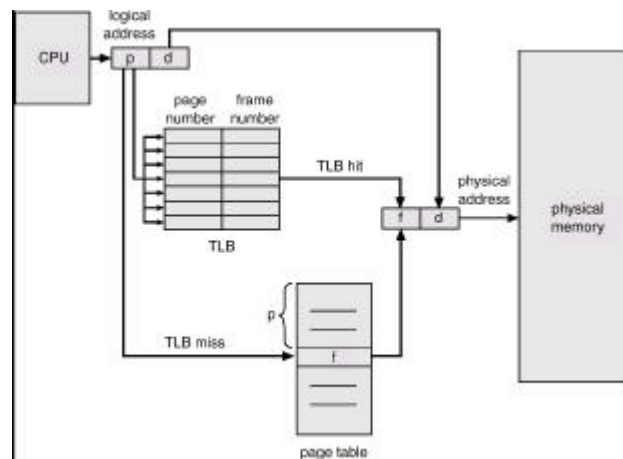 logical
address
CPU
p d
page frame
number number
TLB hit
physical
address
f d
physical
memory
TLB
p
f
TLB miss
page table